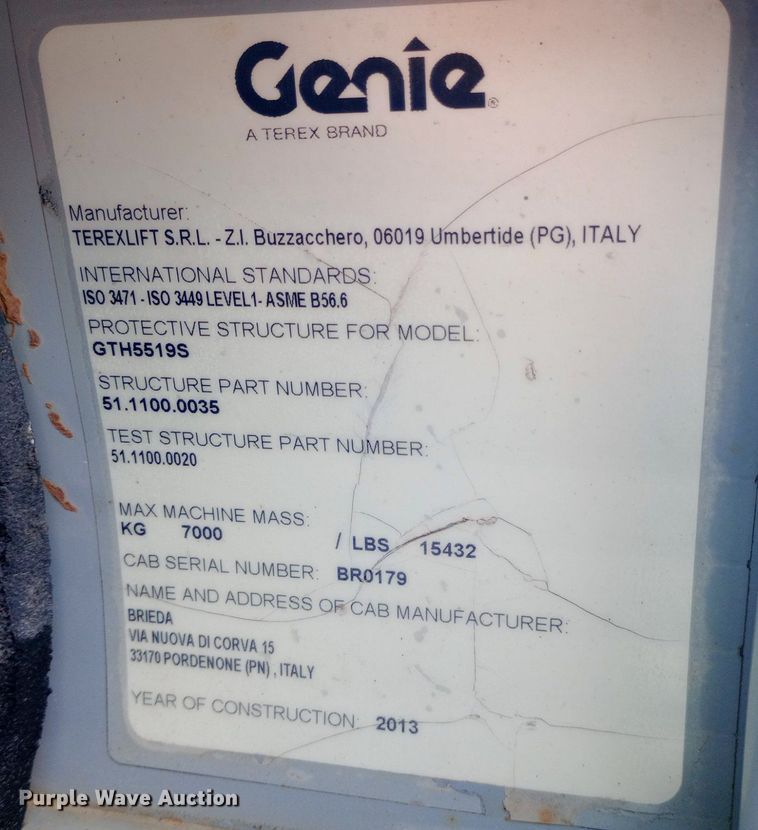 Genie®
A TEREX BRAND
Manufacturer:
TEREXLIFT S.R.L. - Z.I. Buzzacchero, 06019 Umbertide (PG), ITALY
INTERNATIONAL STANDARDS:
ISO 3471 - ISO 3449 LEVEL1- ASME B56.6
PROTECTIVE STRUCTURE FOR MODEL:
GTH5519S
STRUCTURE PART NUMBER:
51.1100.0035
TEST STRUCTURE PART NUMBER:
51.1100.0020
MAX MACHINE MASS:
KG 7000 / LBS 15432
CAB SERIAL NUMBER: BR0179
NAME AND ADDRESS OF CAB MANUFACTURER:
BRIEDA
VIA NUOVA DI CORVA 15
33170 PORDENONE (PN) , ITALY
YEAR OF CONSTRUCTION: 2013
Purple Wave Auction